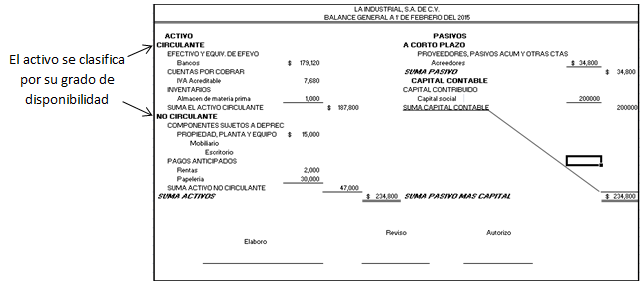 El activo se clasifica
por su grado de
disponibilidad
LA INDUSTRIAL, S.A. DE C.V.
BALANCE GENERAL A 1 DE FEBRERO DEL 2015
ACTIVO
CIRCULANTE
EFECTIVO Y EQUIV. DE EFEVO
Bancos $ 179,120
CUENTAS POR COBRAR
IVA Acreditable 7,680
INVENTARIOS
Almacen de materia prima 1,000
SUMA EL ACTIVO CIRCULANTE $ 187,800
NO CIRCULANTE
COMPONENTES SUJETOS A DEPREC
PROPIEDAD, PLANTA Y EQUIPO $ 15,000
Mobiliario
Escritorio
PAGOS ANTICIPADOS
Rentas 2,000
Papeleria 30,000
SUMA ACTIVO NO CIRCULANTE 47,000
SUMA ACTIVOS $ 234,800
PASIVOS
A CORTO PLAZO
PROVEEDORES, PASIVOS ACUM Y OTRAS CTAS
Acreedores $ 34,800
SUMA PASIVO $ 34,800
CAPITAL CONTABLE
CAPITAL CONTRIBUIDO
Capital social 200000
SUMA CAPITAL CONTABLE 200000
SUMA PASIVO MAS CAPITAL $ 234,800
Elaboro Reviso Autorizo